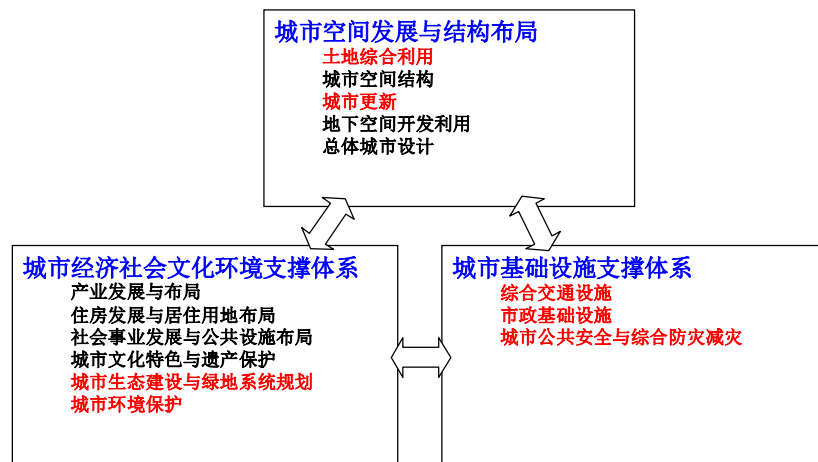 城市空间发展与结构布局
土地综合利用
城市空间结构
城市更新
地下空间开发利用
总体城市设计
城市经济社会文化环境支撑体系
产业发展与布局
住房发展与居住用地布局
社会事业发展与公共设施布局
城市文化特色与遗产保护
城市生态建设与绿地系统规划
城市环境保护
城市基础设施支撑体系
综合交通设施
市政基础设施
城市公共安全与综合防灾减灾